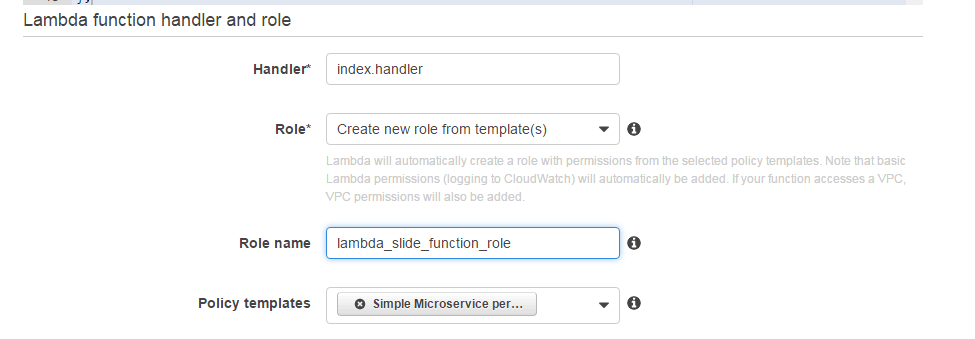 Lambda function handler and role
Handler* index.handler
Role* Create new role from template(s)
Lambda will automatically create a role with permissions from the selected policy templates. Note that basic
Lambda permissions (logging to CloudWatch) will automatically be added. If your function accesses a VPC,
VPC permissions will also be added.
Role name lambda_slide_function_role
Policy templates Simple Microservice per...